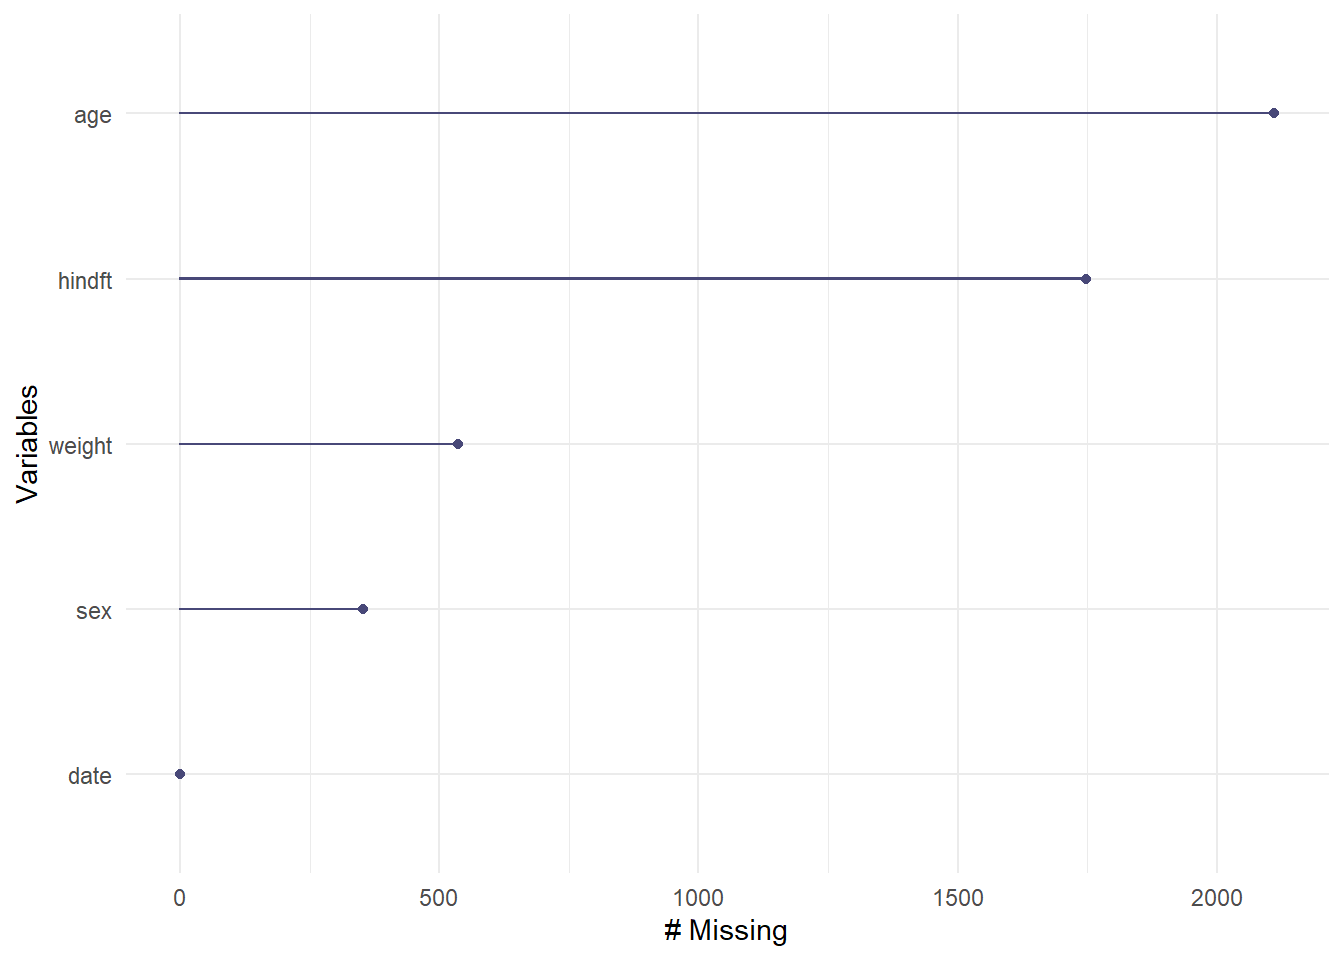 age
hindft
weight
sex
date
Variables
0 500 1000 1500 2000
# Missing